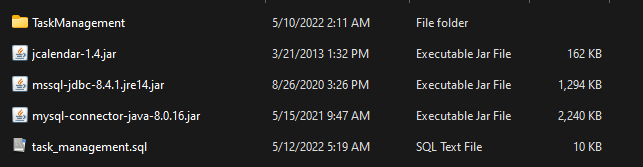 TaskManagement 5/10/2022 2:11 AM File folder
jcalendar-1.4.jar 3/21/2013 1:32 PM Executable Jar File 162 KB
mssql-jdbc-8.4.1.jre14.jar 8/26/2020 3:26 PM Executable Jar File 1,294 KB
mysql-connector-java-8.0.16.jar 5/15/2021 9:47 AM Executable Jar File 2,240 KB
task_management.sql 5/12/2022 5:19 AM SQL Text File 10 KB